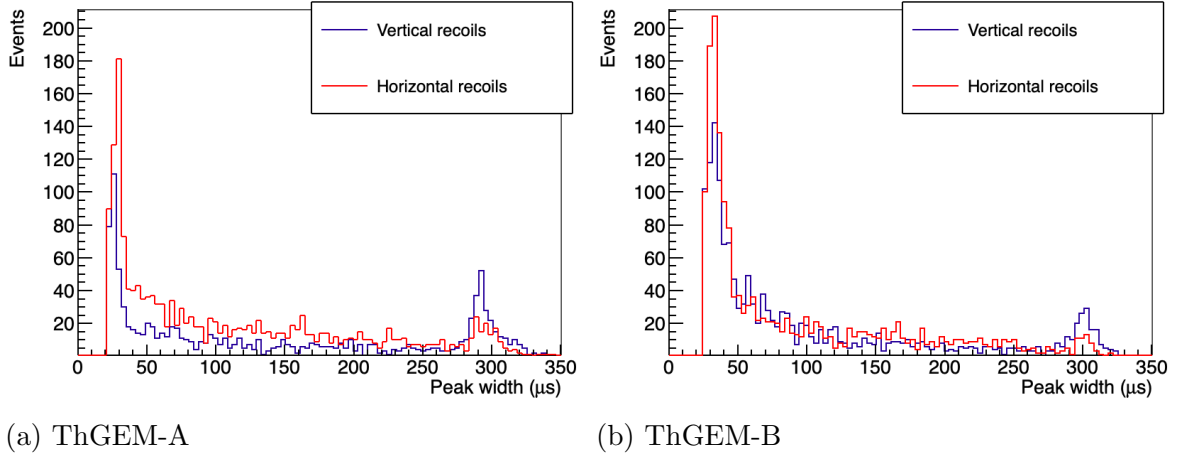 Events
200
180
160
140
120
100
80
60
40
20
Vertical recoils
Horizontal recoils
0 50 100 150 200 250 300 350
Peak width (μs)
(a) ThGEM-A
Events
200
180
160
140
120
100
80
60
40
20
Vertical recoils
Horizontal recoils
0 50 100 150 200 250 300 350
Peak width (μs)
(b) ThGEM-B